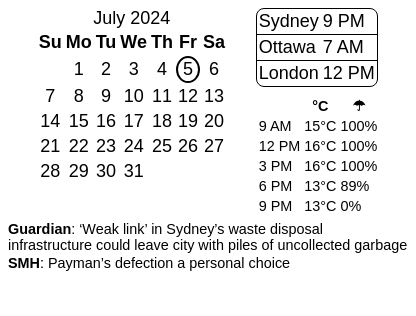 July 2024
Su Mo Tu We Th Fr Sa
1 2 3 4 5 6
7 8 9 10 11 12 13
14 15 16 17 18 19 20
21 22 23 24 25 26 27
28 29 30 31
Sydney 9 PM
Ottawa 7 AM
London 12 PM
°C ☂
9 AM 15°C 100%
12 PM 16°C 100%
3 PM 16°C 100%
6 PM 13°C 89%
9 PM 13°C 0%
Guardian: ‘Weak link’ in Sydney’s waste disposal
infrastructure could leave city with piles of uncollected garbage
SMH: Payman’s defection a personal choice